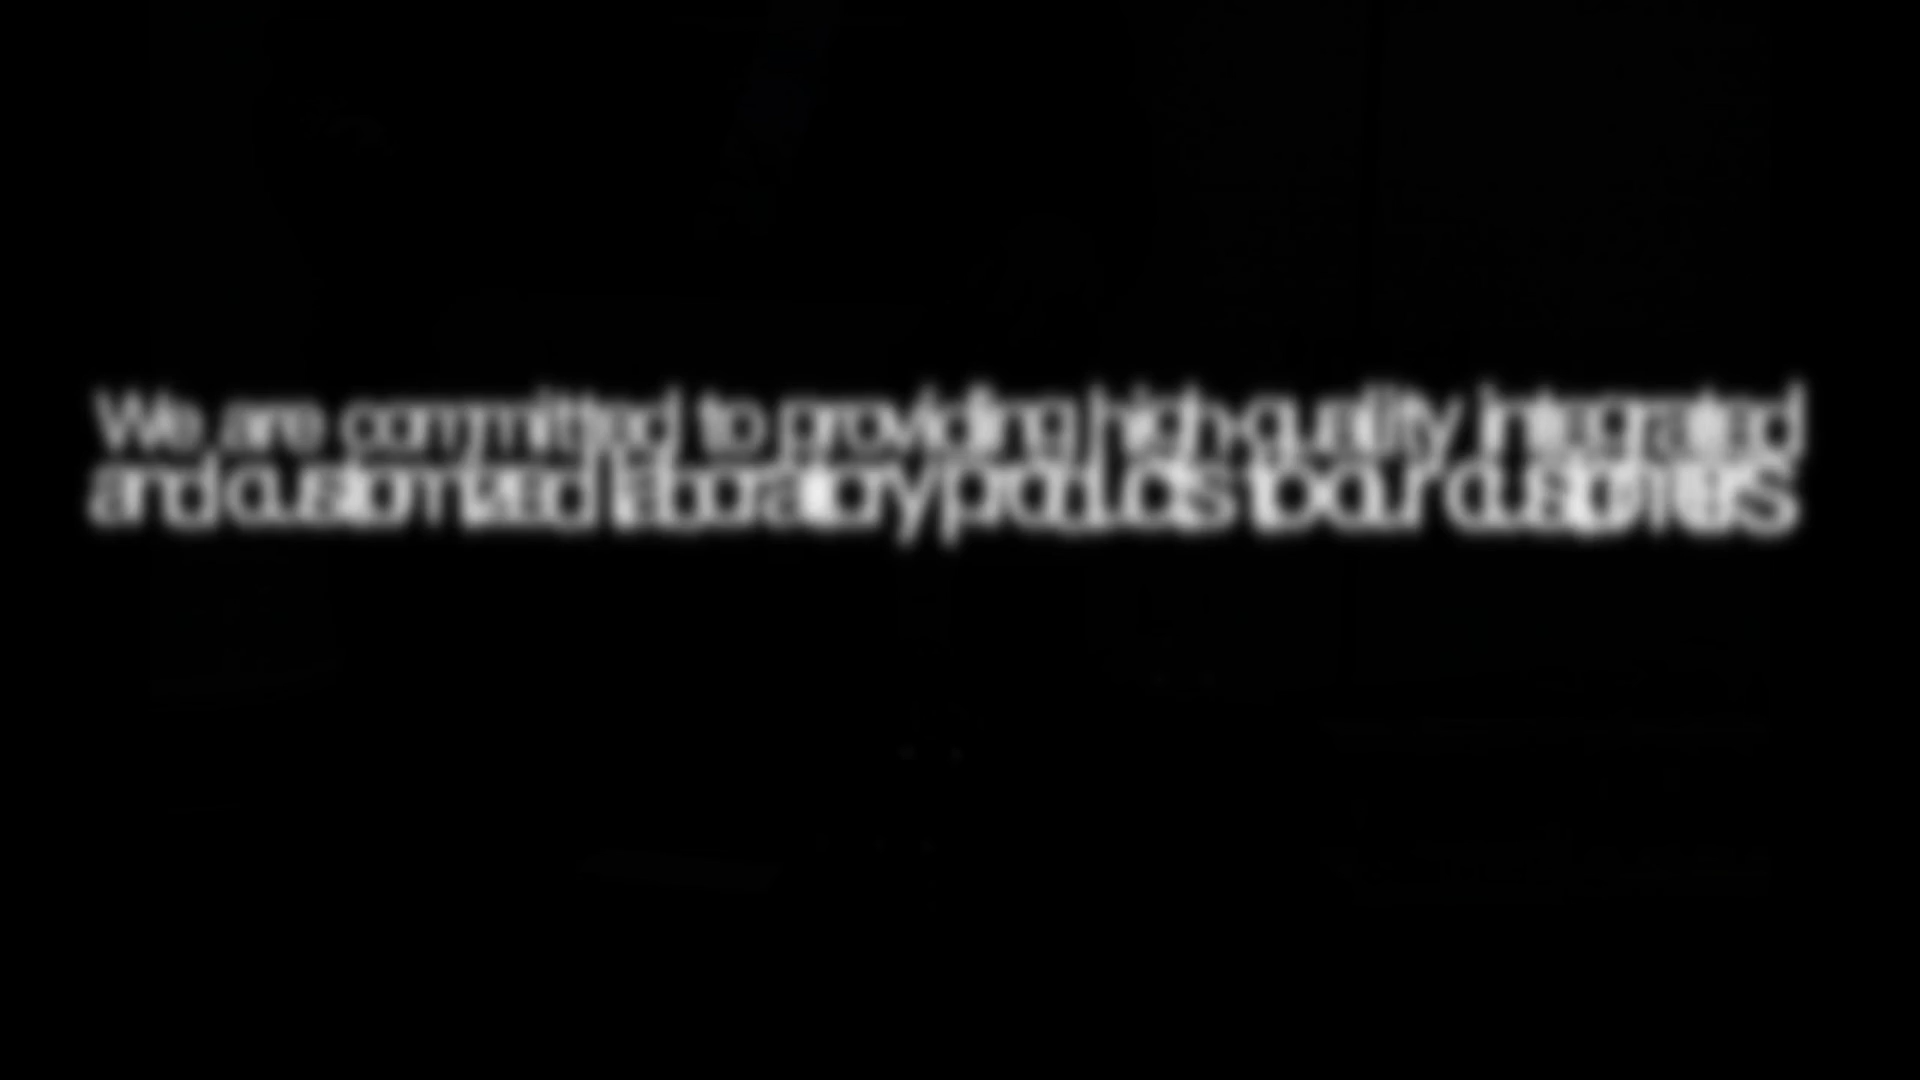 We are committed to providing high-quality integrated
and customized laboratory products to our customers